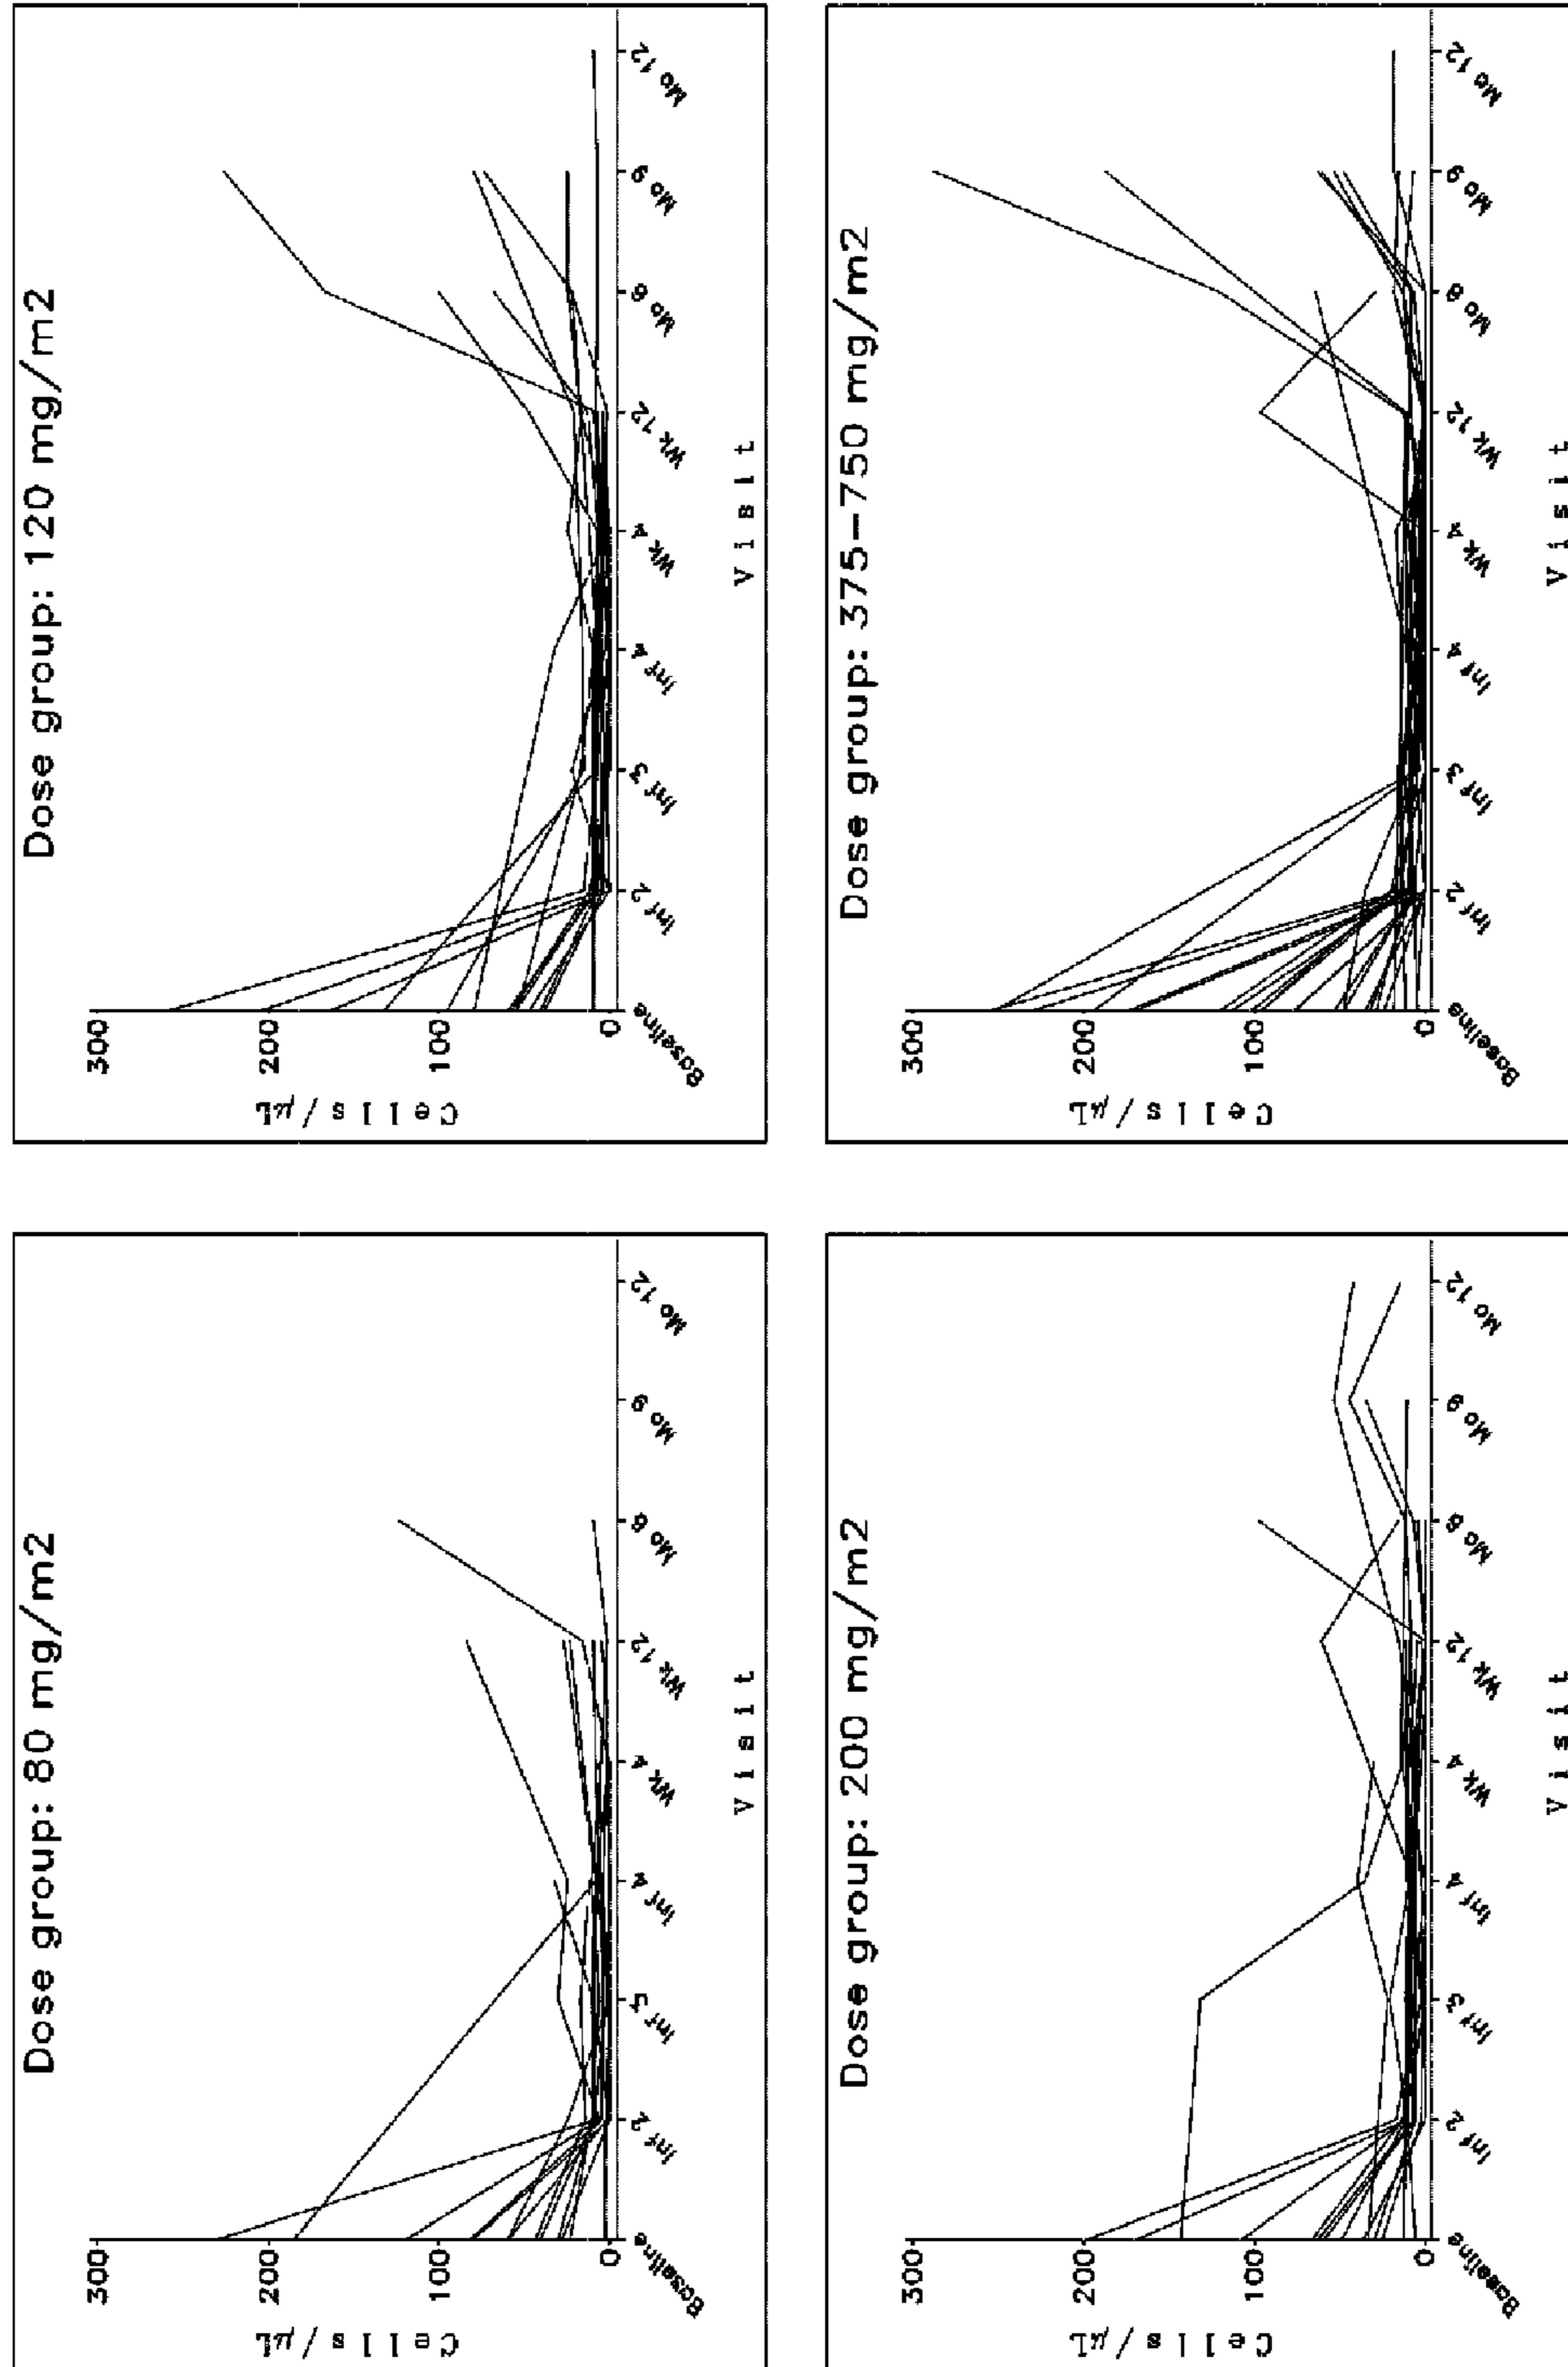 Dose group: 80 mg/m2
Cells/μL
300
200
100
0
Baseline
Inf 2
Inf 3
Inf 4
Wk 4
Wk 12
Mo 6
Mo 9
Mo 12
Visit
Dose group: 120 mg/m2
Cells/μL
300
200
100
0
Baseline
Inf 2
Inf 3
Inf 4
Wk 4
Wk 12
Mo 6
Mo 9
Mo 12
Visit
Dose group: 200 mg/m2
Cells/μL
300
200
100
0
Baseline
Inf 2
Inf 3
Inf 4
Wk 4
Wk 12
Mo 6
Mo 9
Mo 12
Visit
Dose group: 375-750 mg/m2
Cells/μL
300
200
100
0
Baseline
Inf 2
Inf 3
Inf 4
Wk 4
Wk 12
Mo 6
Mo 9
Mo 12
Visit